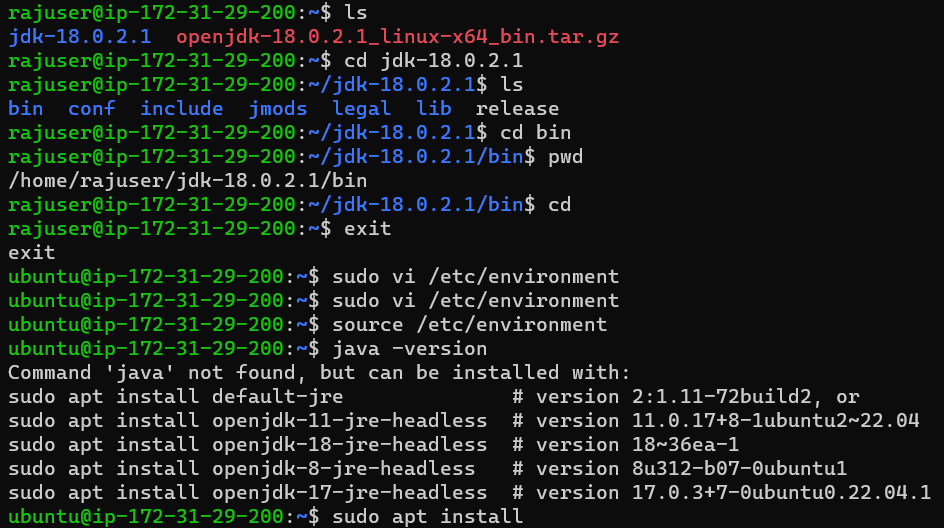 rajuser@ip-172-31-29-200:~$ ls
jdk-18.0.2.1  openjdk-18.0.2.1_linux-x64_bin.tar.gz
rajuser@ip-172-31-29-200:~$ cd jdk-18.0.2.1
rajuser@ip-172-31-29-200:~/jdk-18.0.2.1$ ls
bin  conf  include  jmods  legal  lib  release
rajuser@ip-172-31-29-200:~/jdk-18.0.2.1$ cd bin
rajuser@ip-172-31-29-200:~/jdk-18.0.2.1/bin$ pwd
/home/rajuser/jdk-18.0.2.1/bin
rajuser@ip-172-31-29-200:~/jdk-18.0.2.1/bin$ cd
rajuser@ip-172-31-29-200:~$ exit
exit
ubuntu@ip-172-31-29-200:~$ sudo vi /etc/environment
ubuntu@ip-172-31-29-200:~$ sudo vi /etc/environment
ubuntu@ip-172-31-29-200:~$ source /etc/environment
ubuntu@ip-172-31-29-200:~$ java -version
Command 'java' not found, but can be installed with:
sudo apt install default-jre              # version 2:1.11-72build2, or
sudo apt install openjdk-11-jre-headless  # version 11.0.17+8-1ubuntu2~22.04
sudo apt install openjdk-18-jre-headless  # version 18~36ea-1
sudo apt install openjdk-8-jre-headless   # version 8u312-b07-0ubuntu1
sudo apt install openjdk-17-jre-headless  # version 17.0.3+7-0ubuntu0.22.04.1
ubuntu@ip-172-31-29-200:~$ sudo apt install